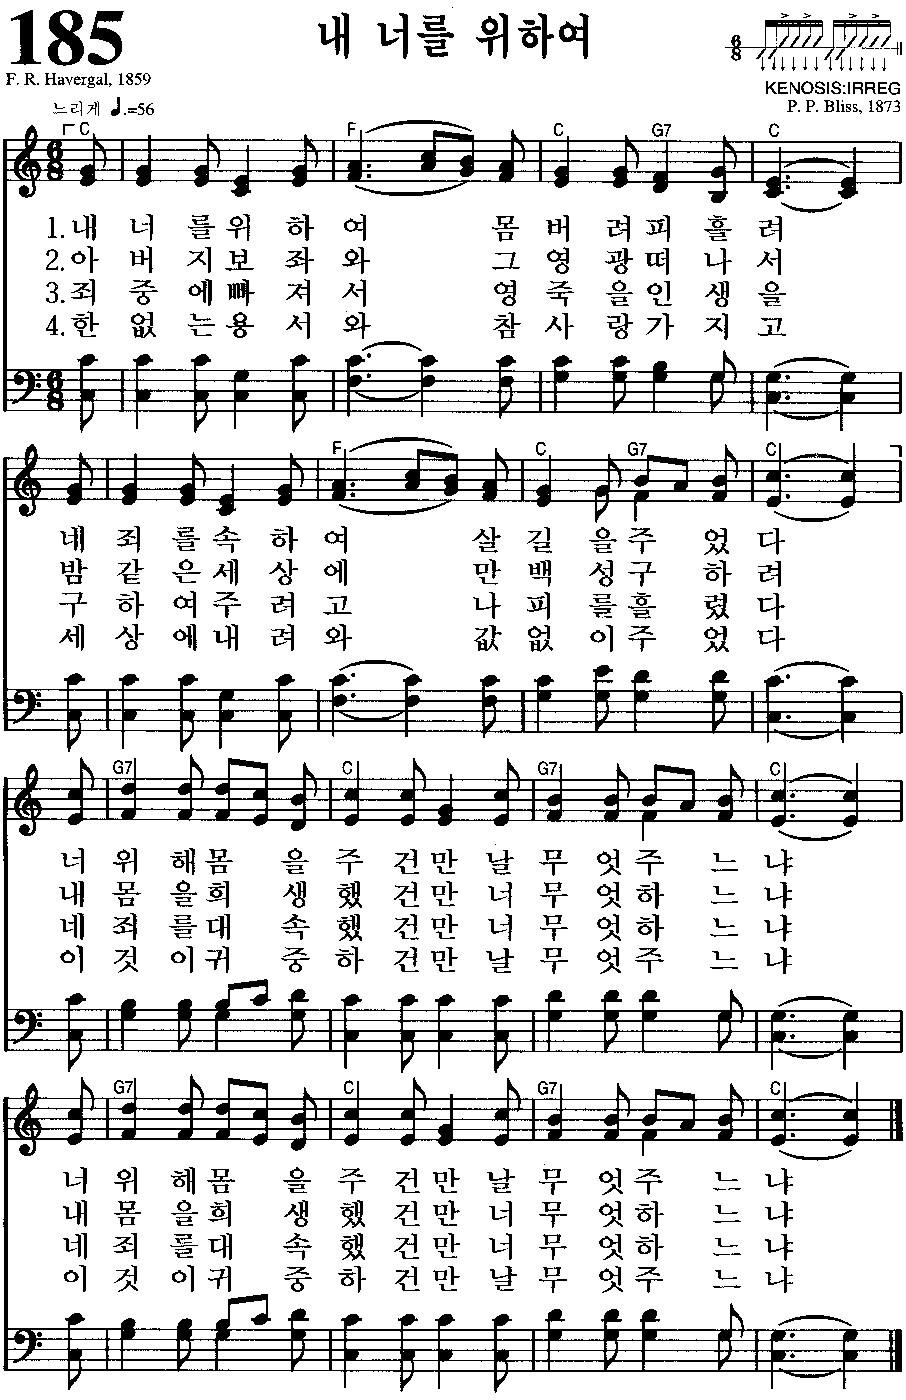 185
내 너를 위하여
F. R. Havergal, 1859
KENOSIS:IRREG
P. P. Bliss, 1873
느리게 ♩.=56
C F C G7 C
1.내 너 를 위 하 여 몸 버 려 피 흘 려
2.아 버 지 보 좌 와 그 영 광 떠 나 서
3.죄 중 에 빠 져 서 영 죽 을 인 생 을
4.한 없 는 용 서 와 참 사 랑 가 지 고
F C G7 C
네 죄 를 속 하 여 살 길 을 주 었 다
밤 같 은 세 상 에 만 백 성 구 하 려
구 하 여 주 려 고 나 피 를 흘 렸 다
세 상 에 내 려 와 값 없 이 주 었 다
G7 C G7 C
너 위 해 몸 을 주 건 만 날 무 엇 주 느 냐
내 몸 을 희 생 했 건 만 너 무 엇 하 느 냐
네 죄 를 대 속 했 건 만 너 무 엇 하 느 냐
이 것 이 귀 중 하 건 만 날 무 엇 주 느 냐
G7 C G7 C
너 위 해 몸 을 주 건 만 날 무 엇 주 느 냐
내 몸 을 희 생 했 건 만 너 무 엇 하 느 냐
네 죄 를 대 속 했 건 만 너 무 엇 하 느 냐
이 것 이 귀 중 하 건 만 날 무 엇 주 느 냐